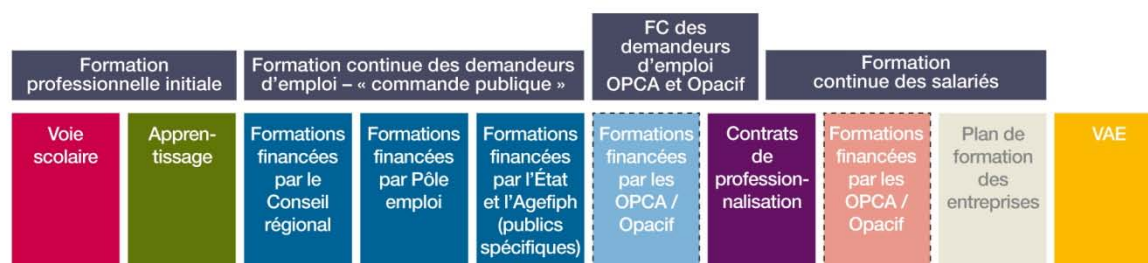 Formation
professionnelle initiale
Formation continue des demandeurs
d'emploi – « commande publique »
FC des
demandeurs
d'emploi
OPCA et Opacif
Formation
continue des salariés
Voie
scolaire
Appren-
tissage
Formations
financées
par le
Conseil
régional
Formations
financées
par Pôle
emploi
Formations
financées
par l'État
et l'Agefiph
(publics
spécifiques)
Formations
financées
par les
OPCA /
Opacif
Contrats
de
profession-
nalisation
Formations
financées
par les
OPCA /
Opacif
Plan de
formation
des
entreprises
VAE